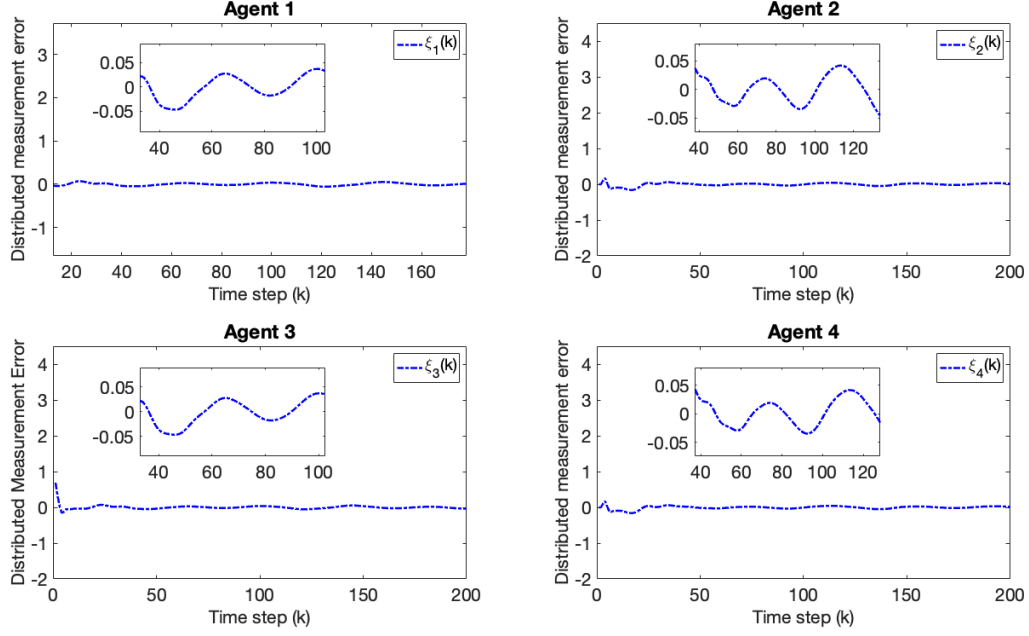 Agent 1
Distributed measurement error
3
2
1
0
-1
ξ1(k)
0.05
0
-0.05
40 60 80 100
20 40 60 80 100 120 140 160
Time step (k)
Agent 2
Distributed measurement error
4
3
2
1
0
-1
-2
ξ2(k)
0.05
0
-0.05
40 60 80 100 120
0 50 100 150 200
Time step (k)
Agent 3
Distributed Measurement Error
4
3
2
1
0
-1
-2
ξ3(k)
0.05
0
-0.05
40 60 80 100
0 50 100 150 200
Time step (k)
Agent 4
Distributed measurement error
4
3
2
1
0
-1
-2
ξ4(k)
0.05
0
-0.05
40 60 80 100 120
0 50 100 150 200
Time step (k)